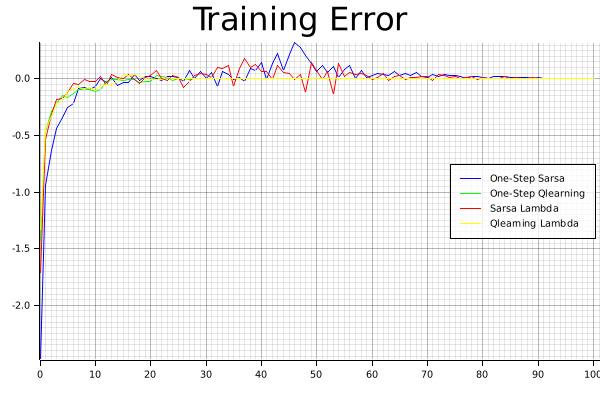 Training Error
0.0
-0.5
-1.0
-1.5
-2.0
One-Step Sarsa
One-Step Qlearning
Sarsa Lambda
Qlearning Lambda
0 10 20 30 40 50 60 70 80 90 100